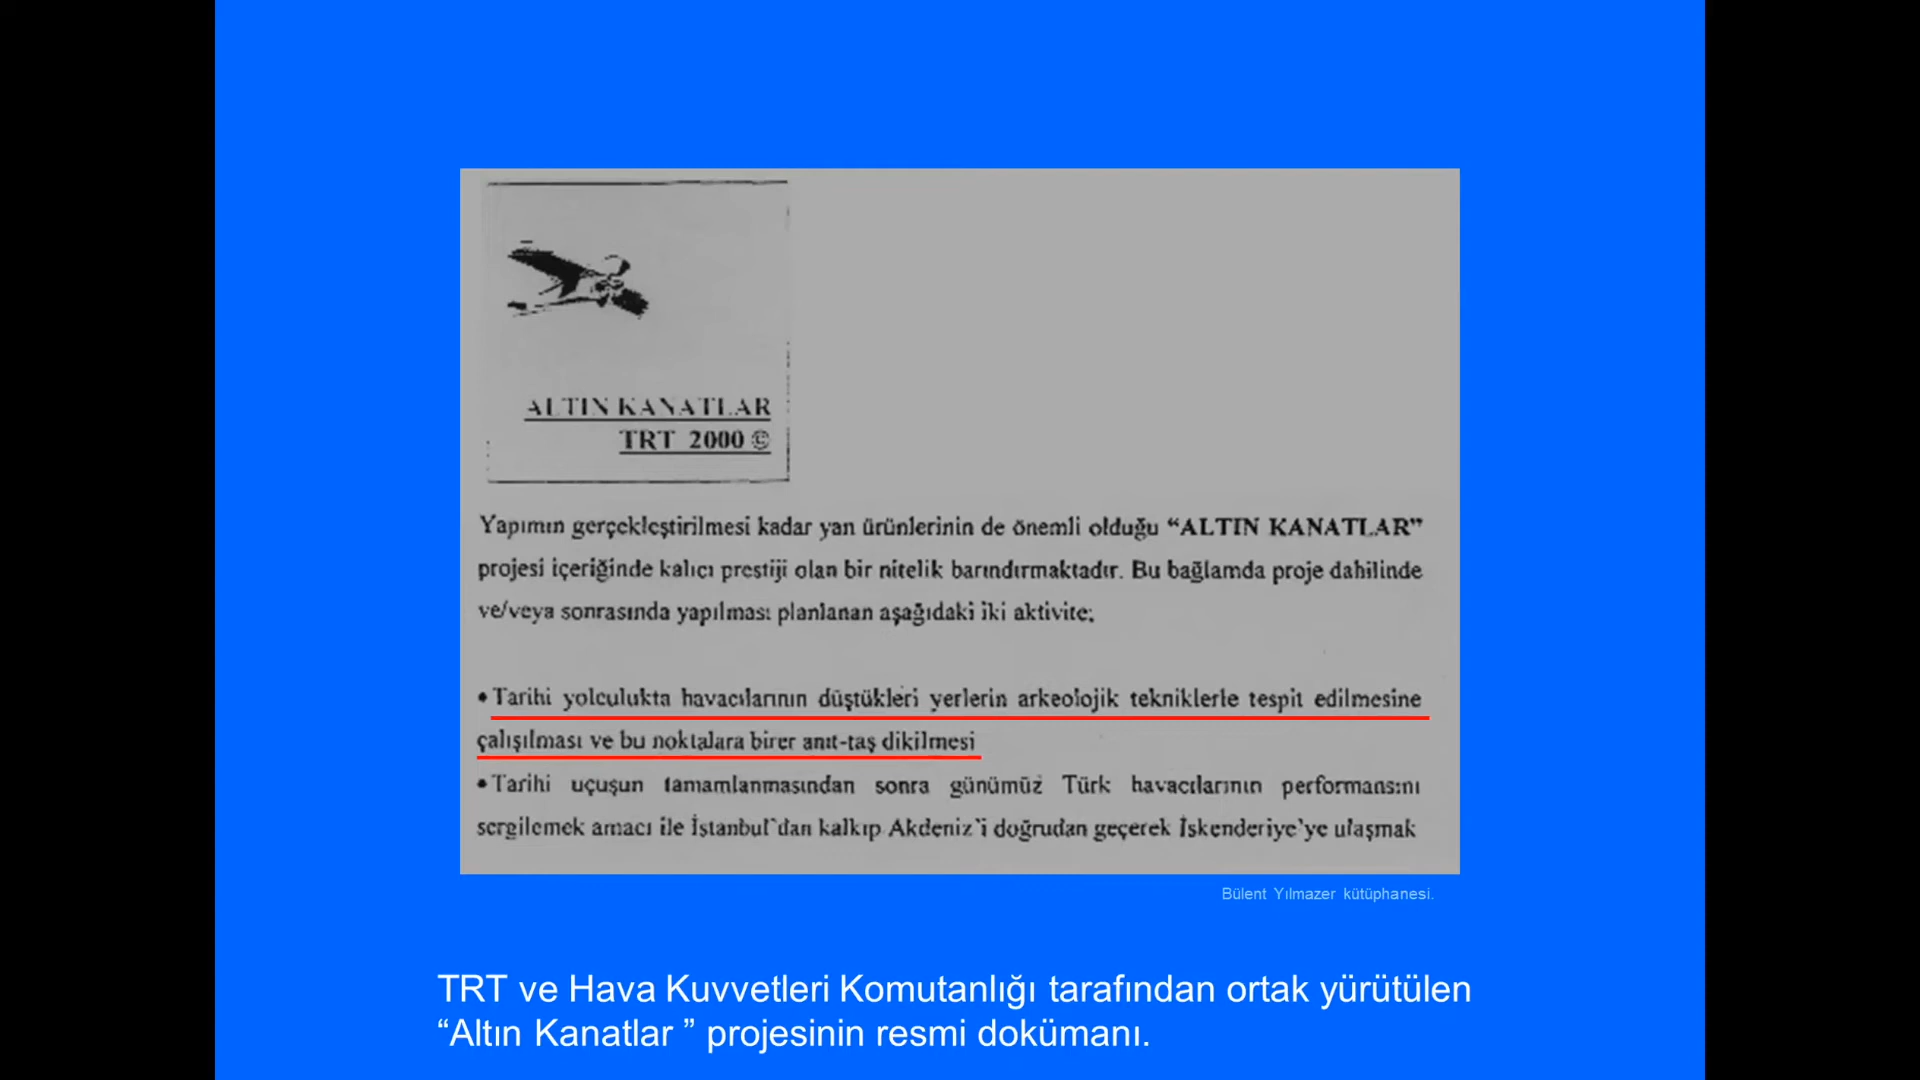 ALTIN KANATLAR
TRT 2000 ©
Yapımın gerçekleştirilmesi kadar yan ürünlerinin de önemli olduğu “ALTIN KANATLAR”
projesi içeriğinde kalıcı prestiji olan bir nitelik barındırmaktadır. Bu bağlamda proje dahilinde
ve/veya sonrasında yapılması planlanan aşağıdaki iki aktivite;
•Tarihi yolculukta havacılarının düştükleri yerlerin arkeolojik tekniklerle tespit edilmesine
çalışılması ve bu noktalara birer anıt-taş dikilmesi
•Tarihi uçuşun tamamlanmasından sonra günümüz Türk havacılarının performansını
sergilemek amacı ile İstanbul'dan kalkıp Akdeniz'i doğrudan geçerek İskenderiye'ye ulaşmak
Bülent Yılmazer kütüphanesi.
TRT ve Hava Kuvvetleri Komutanlığı tarafından ortak yürütülen
“Altın Kanatlar ” projesinin resmi dokümanı.